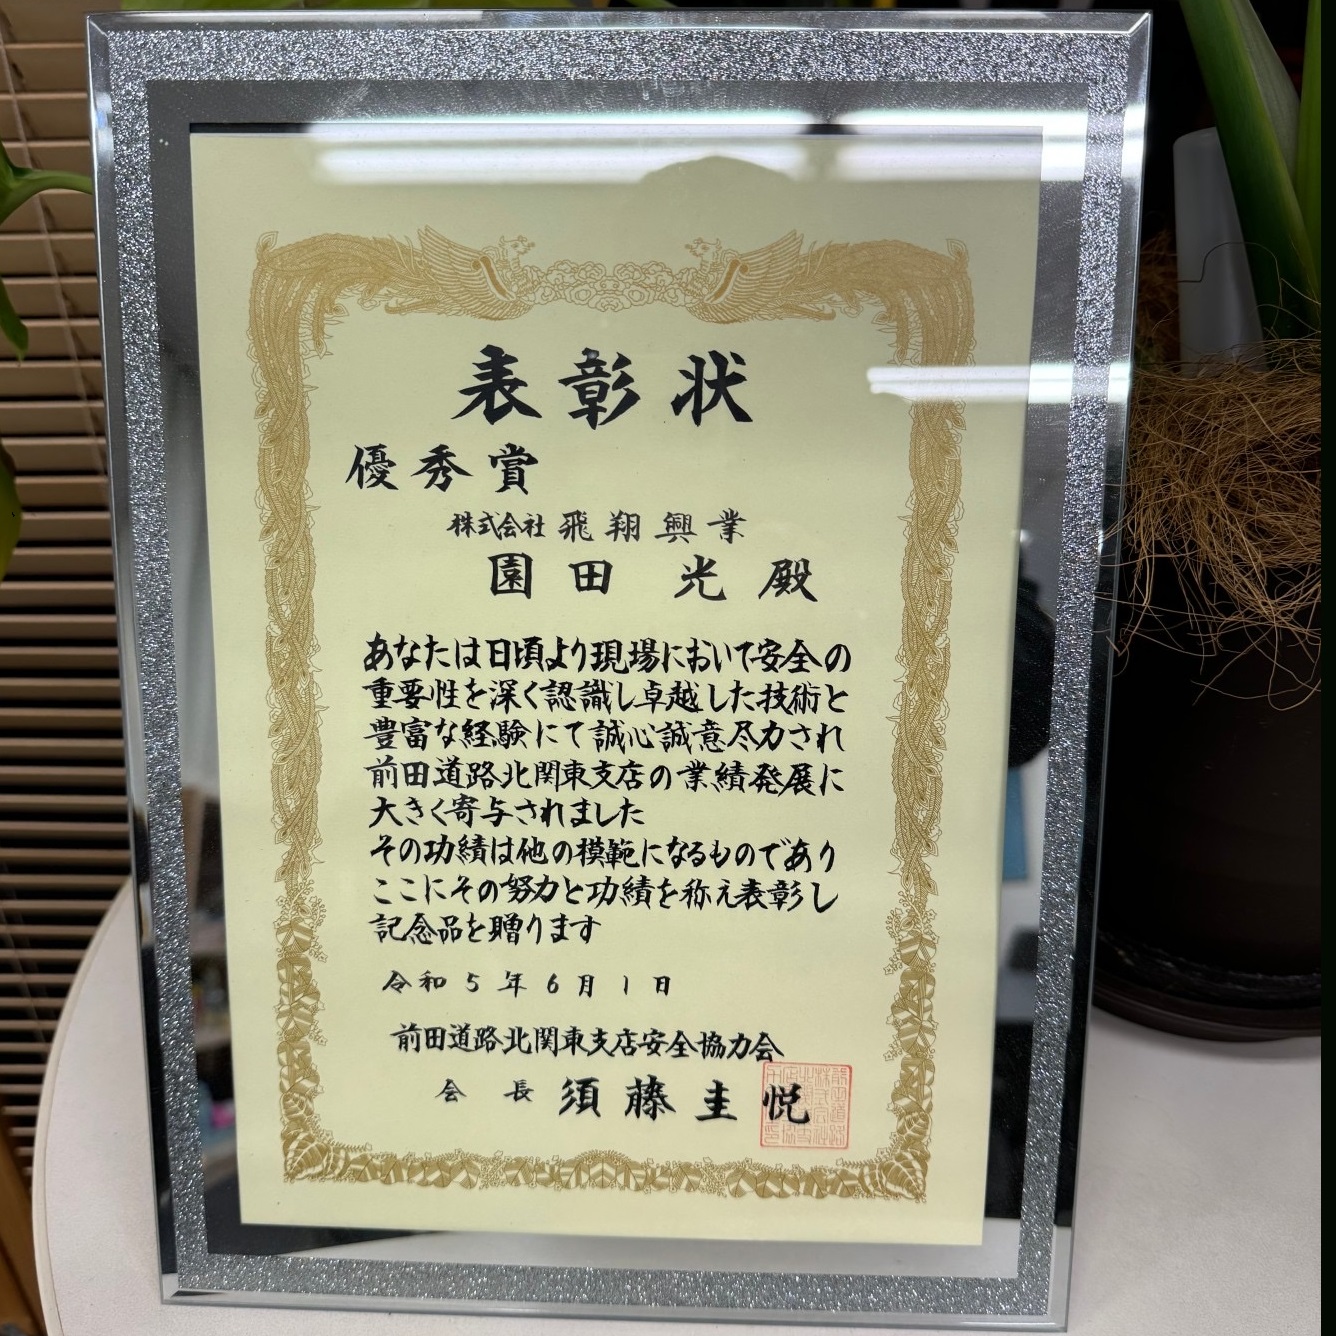 表彰状
優秀賞
株式会社 飛翔興業
園田 光 殿
あなたは日頃より現場において安全の
重要性を深く認識し卓越した技術と
豊富な経験にて誠心誠意尽力され
前田道路北関東支店の業績発展に
大きく寄与されました
その功績は他の模範になるものであり
ここにその努力と功績を称え表彰し
記念品を贈ります
令和5年6月1日
前田道路北関東支店安全協力会
会長 須藤圭悦